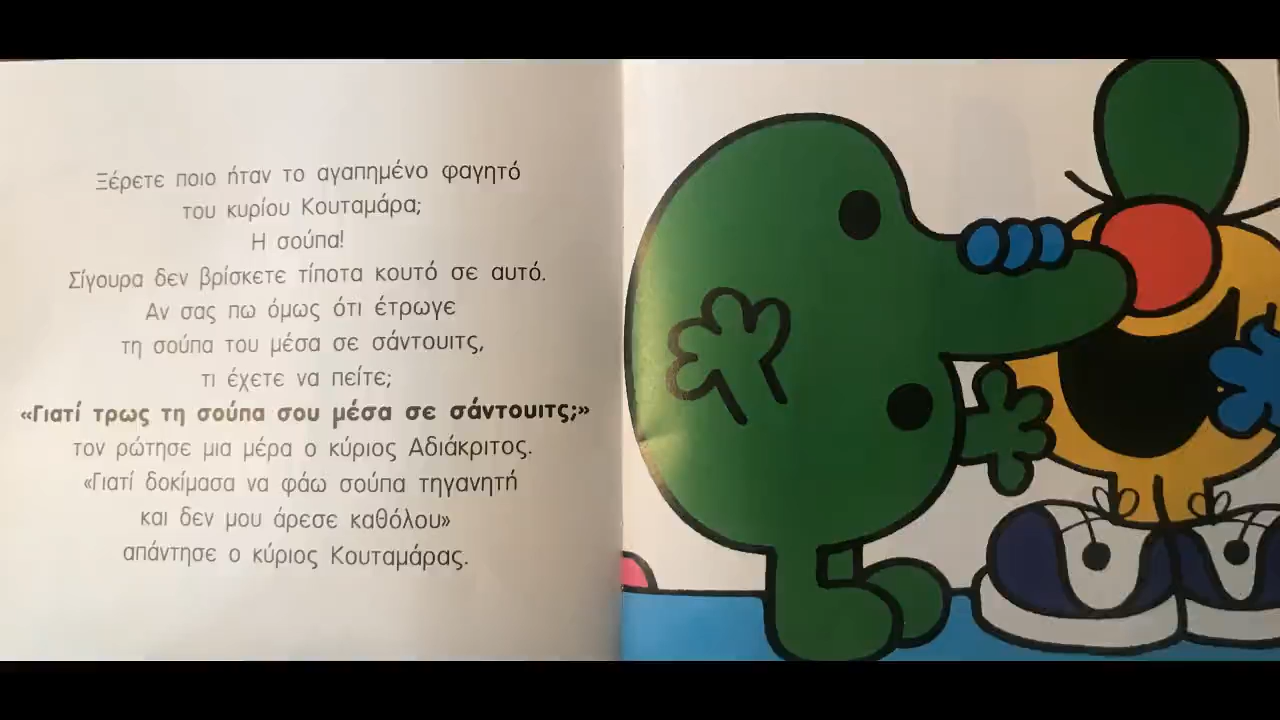 Ξέρετε ποιο ήταν το αγαπημένο φαγητό
του κυρίου Κουταμάρα;
Η σούπα!
Σίγουρα δεν βρίσκετε τίποτα κουτό σε αυτό.
Αν σας πω όμως ότι έτρωγε
τη σούπα του μέσα σε σάντουιτς,
τι έχετε να πείτε;
«Γιατί τρως τη σούπα σου μέσα σε σάντουιτς;»
τον ρώτησε μια μέρα ο κύριος Αδιάκριτος.
«Γιατί δοκίμασα να φάω σούπα τηγανητή
και δεν μου άρεσε καθόλου»
απάντησε ο κύριος Κουταμάρας.